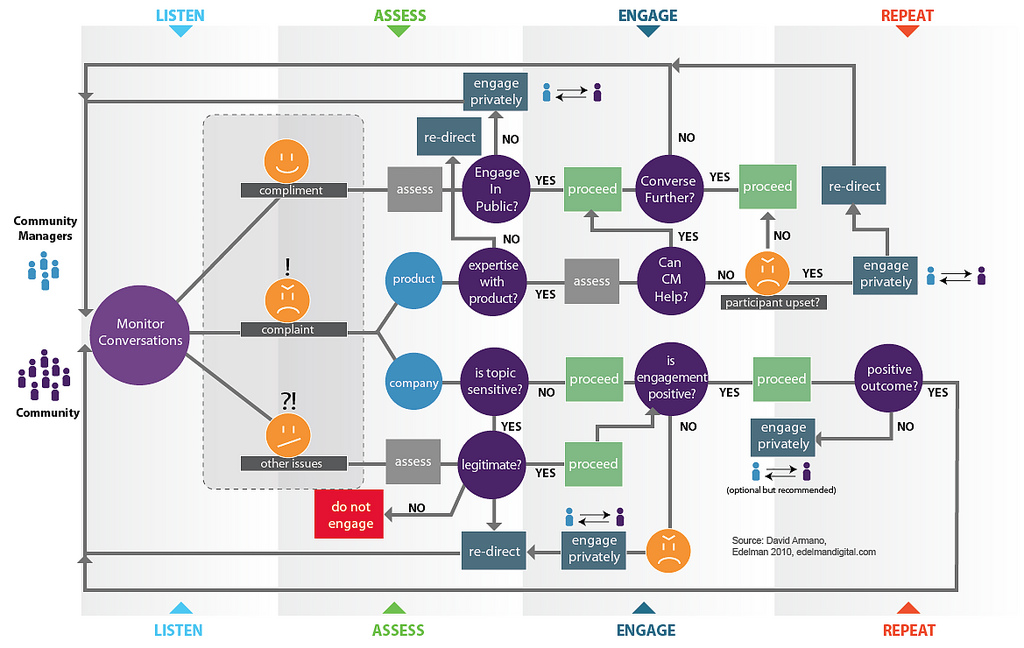 LISTEN
ASSESS
ENGAGE
REPEAT
engage
privately
re-direct
NO
NO
compliment
assess
Engage
In
Public?
YES
proceed
Converse
Further?
YES
proceed
re-direct
Community
Managers
NO
YES
NO
!
product
expertise
with
product?
YES
assess
Can
CM
Help?
NO
YES
engage
privately
participant upset?
Monitor
Conversations
complaint
company
is topic
sensitive?
NO
proceed
is
engagement
positive?
YES
proceed
positive
outcome?
YES
Community
?!
YES
NO
NO
engage
privately
other issues
assess
legitimate?
YES
proceed
(optional but recommended)
do not
engage
NO
re-direct
engage
privately
Source: David Armano,
Edelman 2010, edelmandigital.com
LISTEN
ASSESS
ENGAGE
REPEAT